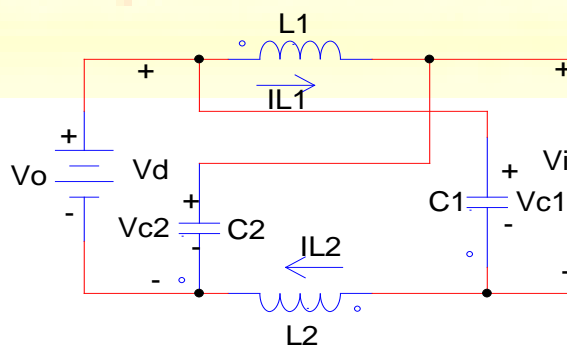 L1
+ +
IL1
+ Vo - Vd
+ Vc2 - C2
C1 + Vc1 -
Vi
IL2
- -
L2